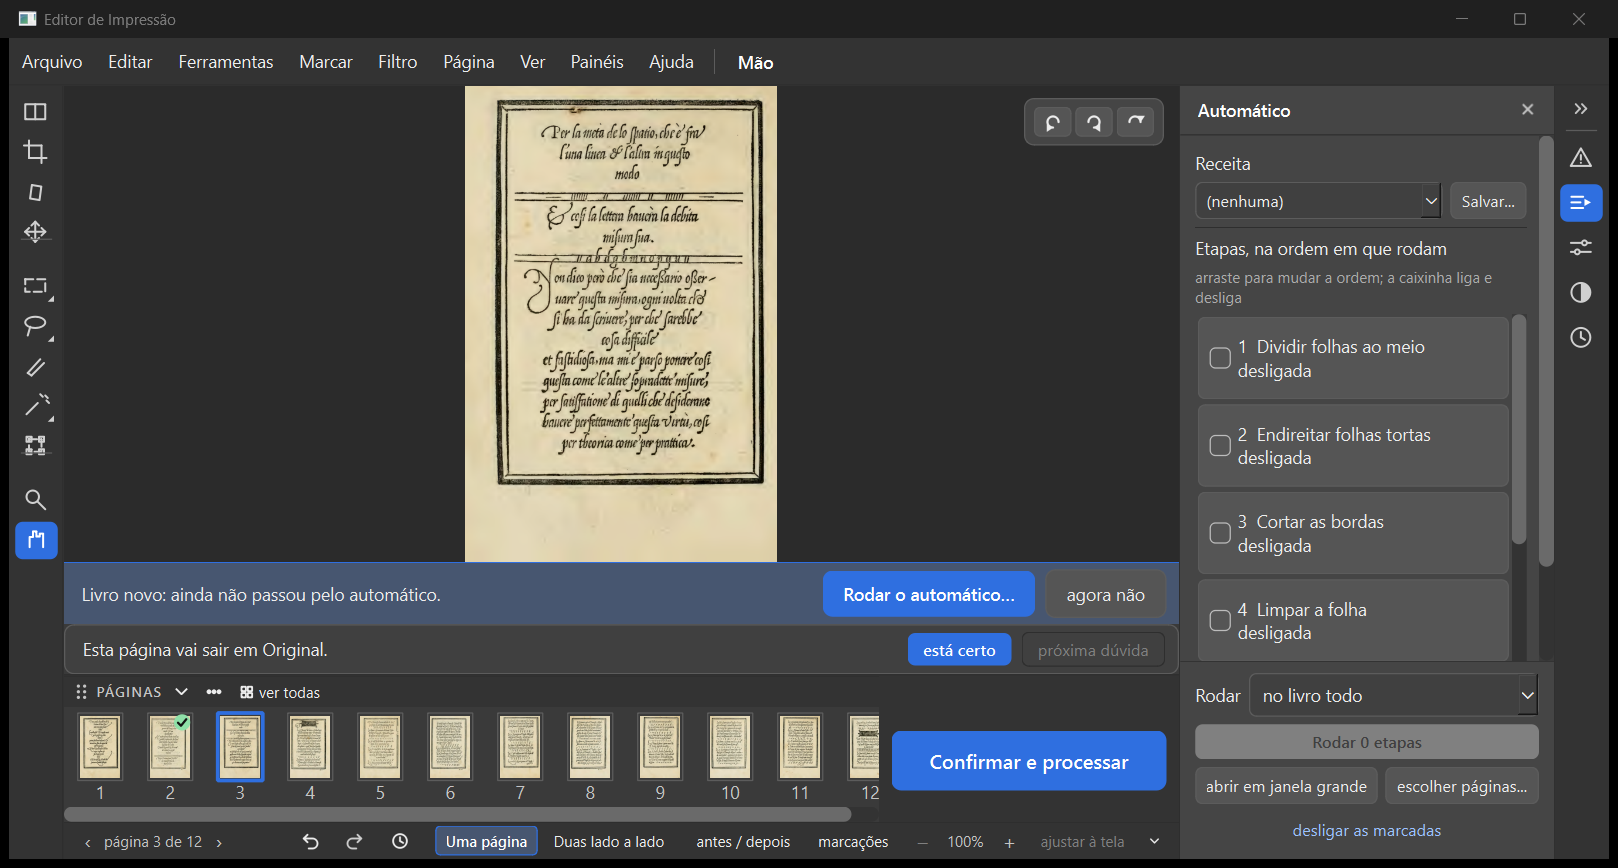 Editor de Impressão
Arquivo Editar Ferramentas Marcar Filtro Página Ver Painéis Ajuda Mão
Per la meta de lo spatio, che è fra
l'una linea & l'altra in questo
modo
& cosi la lettera hauera la debita
misura sua.
n a b d g b m n o p q u n
Non dico però che sia necessario osser-
uare questa misura, ogni uolta che
si ha da scriuere, per che sarebbe
cosa difficile
et fastidiosa, ma mi è parso ponere cosi
questa come le altre sopradette misure,
per satisfatione di quelli che desiderano
hauere perfettamente questa virtù, cosi
per theorica come per prattica.
Livro novo: ainda não passou pelo automático.
Rodar o automático...
agora não
Esta página vai sair em Original.
está certo
próxima dúvida
PÁGINAS ••• ver todas
1 2 3 4 5 6 7 8 9 10 11 12
Confirmar e processar
‹ página 3 de 12 ›
Uma página
Duas lado a lado
antes / depois
marcações
− 100% +
ajustar à tela
Automático
Receita
(nenhuma)
Salvar...
Etapas, na ordem em que rodam
arraste para mudar a ordem; a caixinha liga e
desliga
1 Dividir folhas ao meio
desligada
2 Endireitar folhas tortas
desligada
3 Cortar as bordas
desligada
4 Limpar a folha
desligada
Rodar no livro todo
Rodar 0 etapas
abrir em janela grande
escolher páginas...
desligar as marcadas